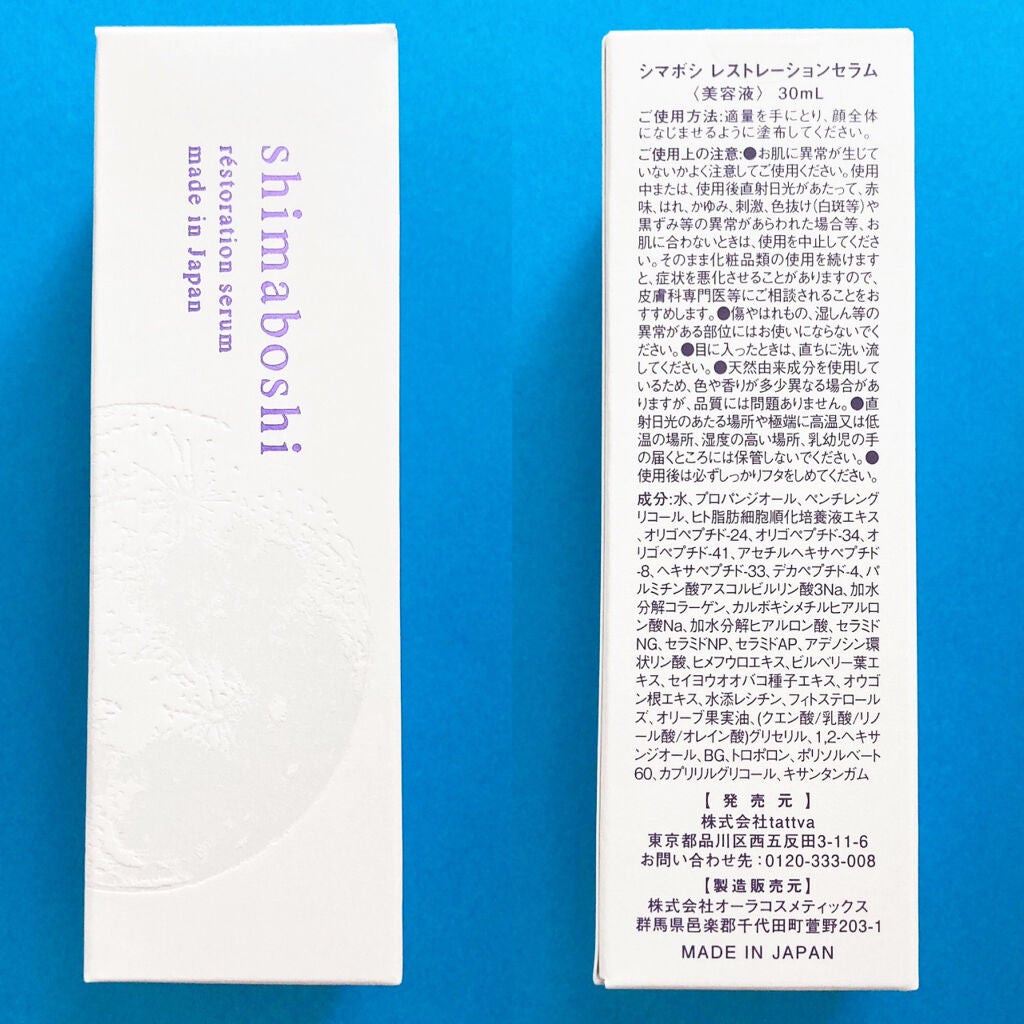 shimaboshi
réstoration serum
made in Japan
シマボシ レストレーションセラム
〈美容液〉 30mL
ご使用方法:適量を手にとり、顔全体
になじませるように塗布してください。
ご使用上の注意:●お肌に異常が生じて
いないかよく注意してご使用ください。使用
中または、使用後直射日光があたって、赤
味、はれ、かゆみ、刺激、色抜け(白斑等)や
黒ずみ等の異常があらわれた場合等、お
肌に合わないときは、使用を中止してくださ
い。そのまま化粧品類の使用を続けます
と、症状を悪化させることがありますので、
皮膚科専門医等にご相談されることをお
すすめします。●傷やはれもの、湿しん等の
異常がある部位にはお使いにならないでく
ださい。●目に入ったときは、直ちに洗い流
してください。●天然由来成分を使用して
いるため、色や香りが多少異なる場合があ
りますが、品質には問題ありません。●直
射日光のあたる場所や極端に高温又は低
温の場所、湿度の高い場所、乳幼児の手
の届くところには保管しないでください。●
使用後は必ずしっかりフタをしめてください。
成分:水、プロパンジオール、ペンチレング
リコール、ヒト脂肪細胞順化培養液エキス
、オリゴペプチド-24、オリゴペプチド-34、オ
リゴペプチド-41、アセチルヘキサペプチド
-8、ヘキサペプチド-33、デカペプチド-4、パ
ルミチン酸アスコルビルリン酸3Na、加水
分解コラーゲン、カルボキシメチルヒアルロ
ン酸Na、加水分解ヒアルロン酸、セラミド
NG、セラミドNP、セラミドAP、アデノシン環
状リン酸、ヒメフウロエキス、ビルベリー葉エ
キス、セイヨウオオバコ種子エキス、オウゴ
ン根エキス、水添レシチン、フィトステロール
ズ、オリーブ果実油、(クエン酸/乳酸/リノ
ール酸/オレイン酸)グリセリル、1,2-ヘキサ
ンジオール、BG、トロポロン、ポリソルベート
60、カプリリルグリコール、キサンタンガム
【発売元】
株式会社tattva
東京都品川区西五反田3-11-6
お問い合わせ先:0120-333-008
【製造販売元】
株式会社オーラコスメティックス
群馬県邑楽郡千代田町萱野203-1
MADE IN JAPAN